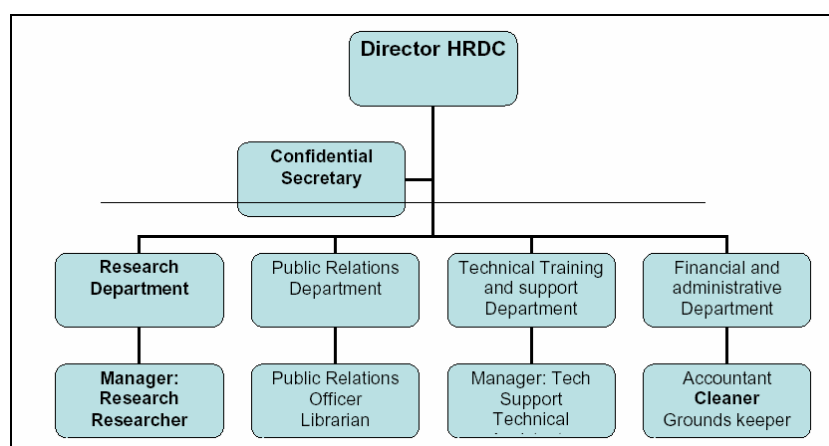 Director HRDC
Confidential
Secretary
Research
Department
Public Relations
Department
Technical Training
and support
Department
Financial and
administrative
Department
Manager:
Research
Researcher
Public Relations
Officer
Librarian
Manager: Tech
Support
Technical
Accountant
Cleaner
Grounds keeper